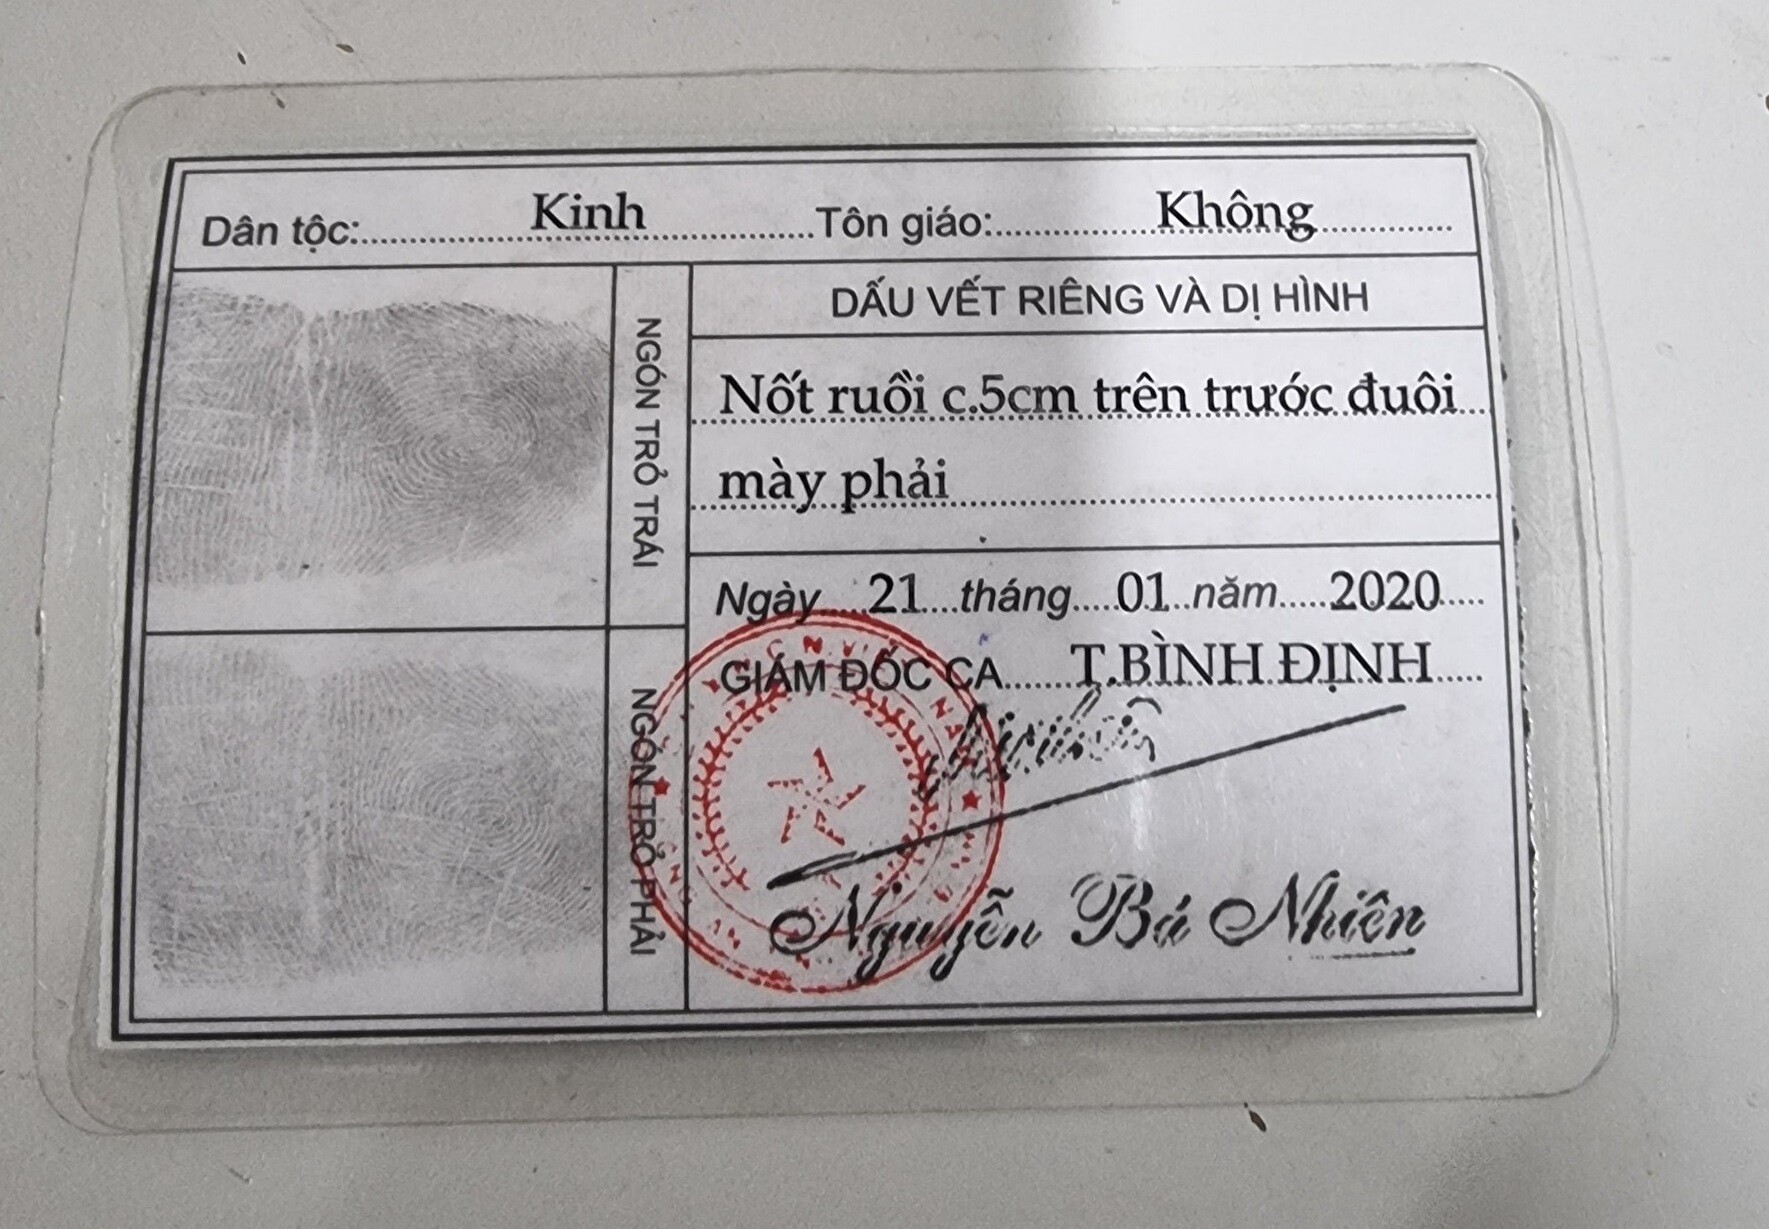 Dân tộc: Kinh Tôn giáo: Không
NGÓN TRỎ TRÁI
NGÓN TRỎ PHẢI
DẤU VẾT RIÊNG VÀ DỊ HÌNH
Nốt ruồi c.5cm trên trước đuôi
mày phải
Ngày 21 tháng 01 năm 2020
GIÁM ĐỐC CA T.BÌNH ĐỊNH
Nguyễn Bá Nhiên